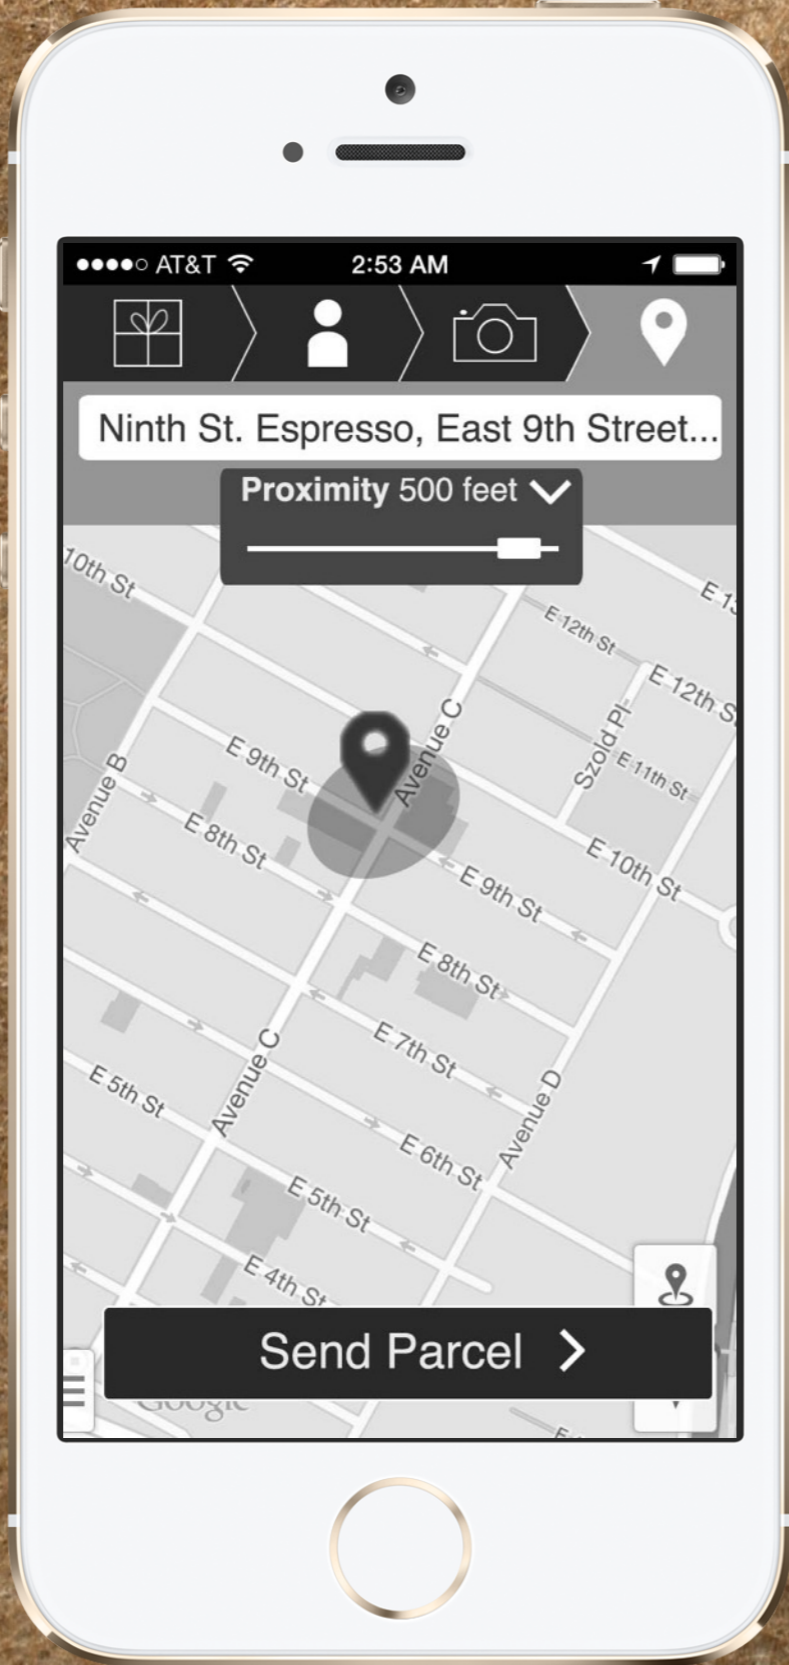 AT&T 2:53 AM
Ninth St. Espresso, East 9th Street...
Proximity 500 feet
10th St
E 13
E 12th St
E 12th S
Avenue C
Szold Pl
E 11th St
E 9th St
Avenue B
E 8th St
E 10th St
E 9th St
E 8th St
E 7th St
Avenue C
E 5th St
Avenue D
E 6th St
E 5th St
E 4th St
Send Parcel
Google